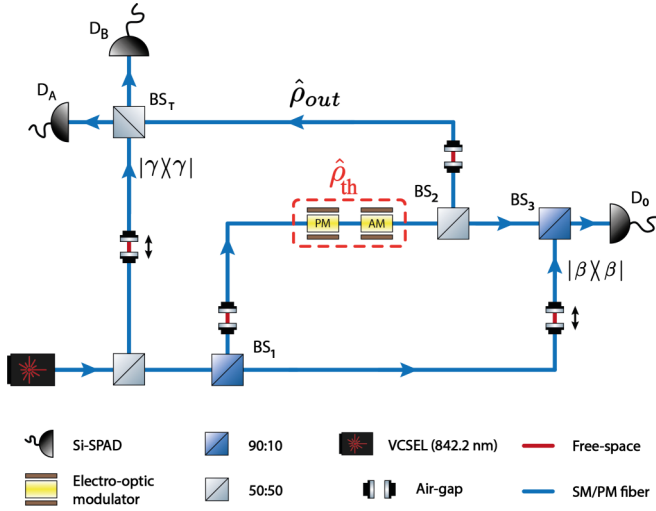 D_B
D_A
BS_T
ρ̂_out
|γ⟩⟨γ|
ρ̂_th
PM
AM
BS_2
BS_3
D_0
|β⟩⟨β|
BS_1
Si-SPAD
90:10
VCSEL (842.2 nm)
Free-space
Electro-optic
modulator
50:50
Air-gap
SM/PM fiber